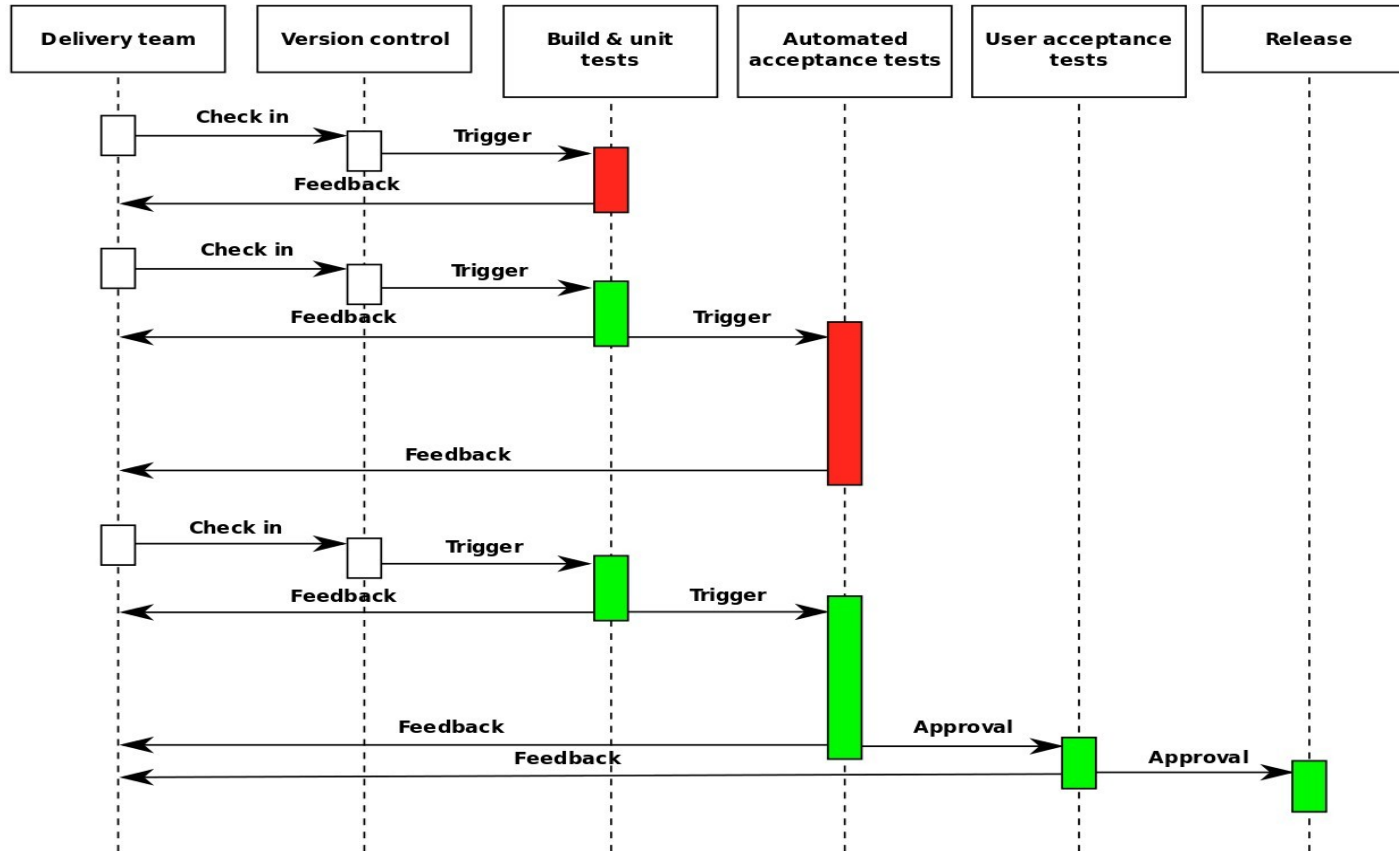 Delivery team
Version control
Build & unit
tests
Automated
acceptance tests
User acceptance
tests
Release
Check in
Trigger
Feedback
Check in
Trigger
Feedback
Trigger
Feedback
Check in
Trigger
Feedback
Trigger
Feedback
Approval
Feedback
Approval